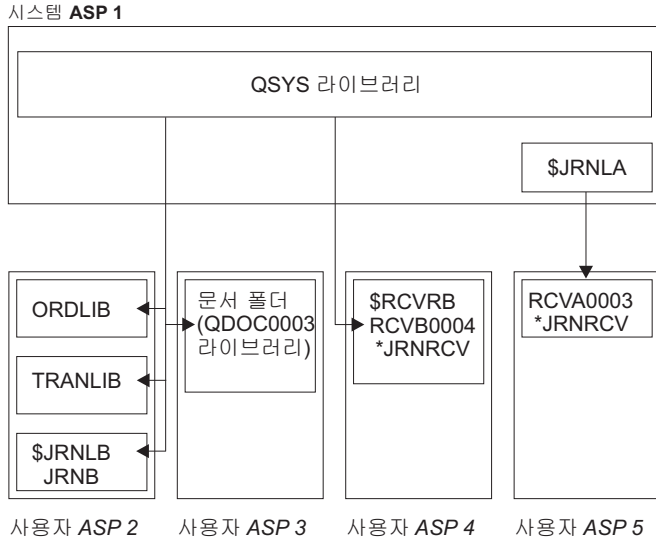 시스템 ASP 1
QSYS 라이브러리
$JRNLA
ORDLIB
TRANLIB
$JRNLB
JRNB
문서 폴더
(QDOC0003
라이브러리)
$RCVRB
RCVB0004
*JRNRCV
RCVA0003
*JRNRCV
사용자 ASP 2
사용자 ASP 3
사용자 ASP 4
사용자 ASP 5